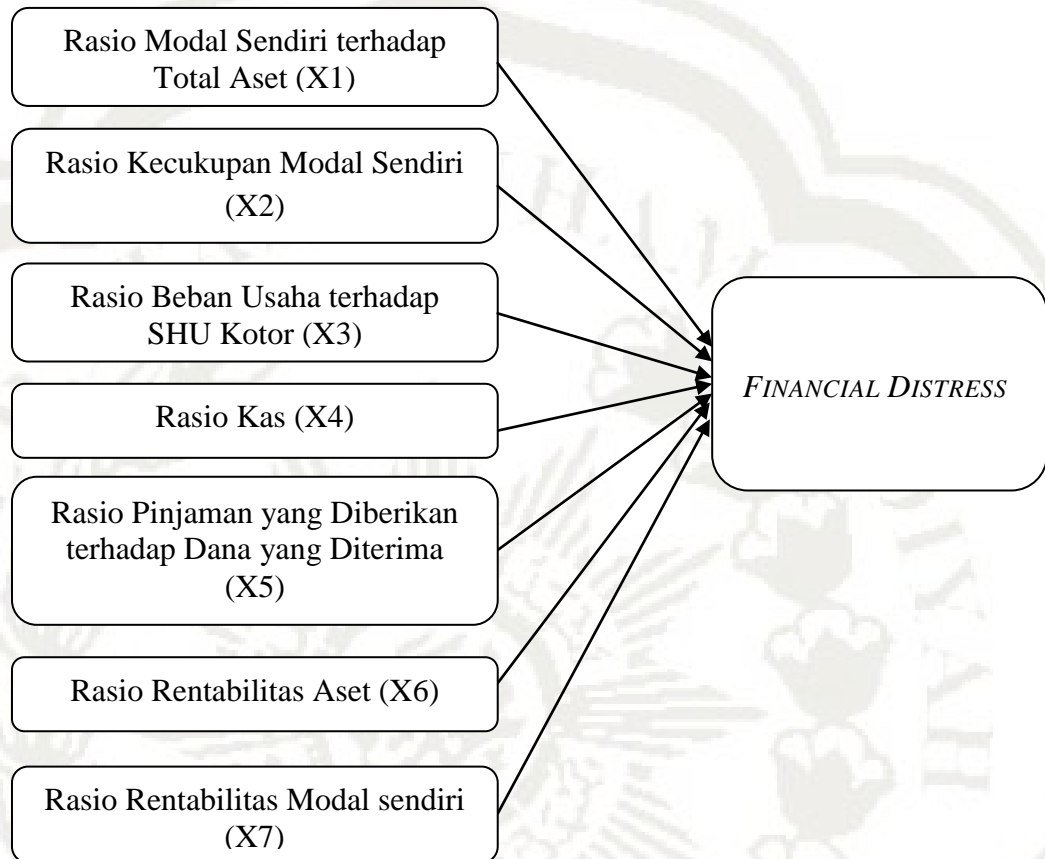 Rasio Modal Sendiri terhadap
Total Aset (X1)
Rasio Kecukupan Modal Sendiri
(X2)
Rasio Beban Usaha terhadap
SHU Kotor (X3)
Rasio Kas (X4)
Rasio Pinjaman yang Diberikan
terhadap Dana yang Diterima
(X5)
Rasio Rentabilitas Aset (X6)
Rasio Rentabilitas Modal sendiri
(X7)
FINANCIAL DISTRESS